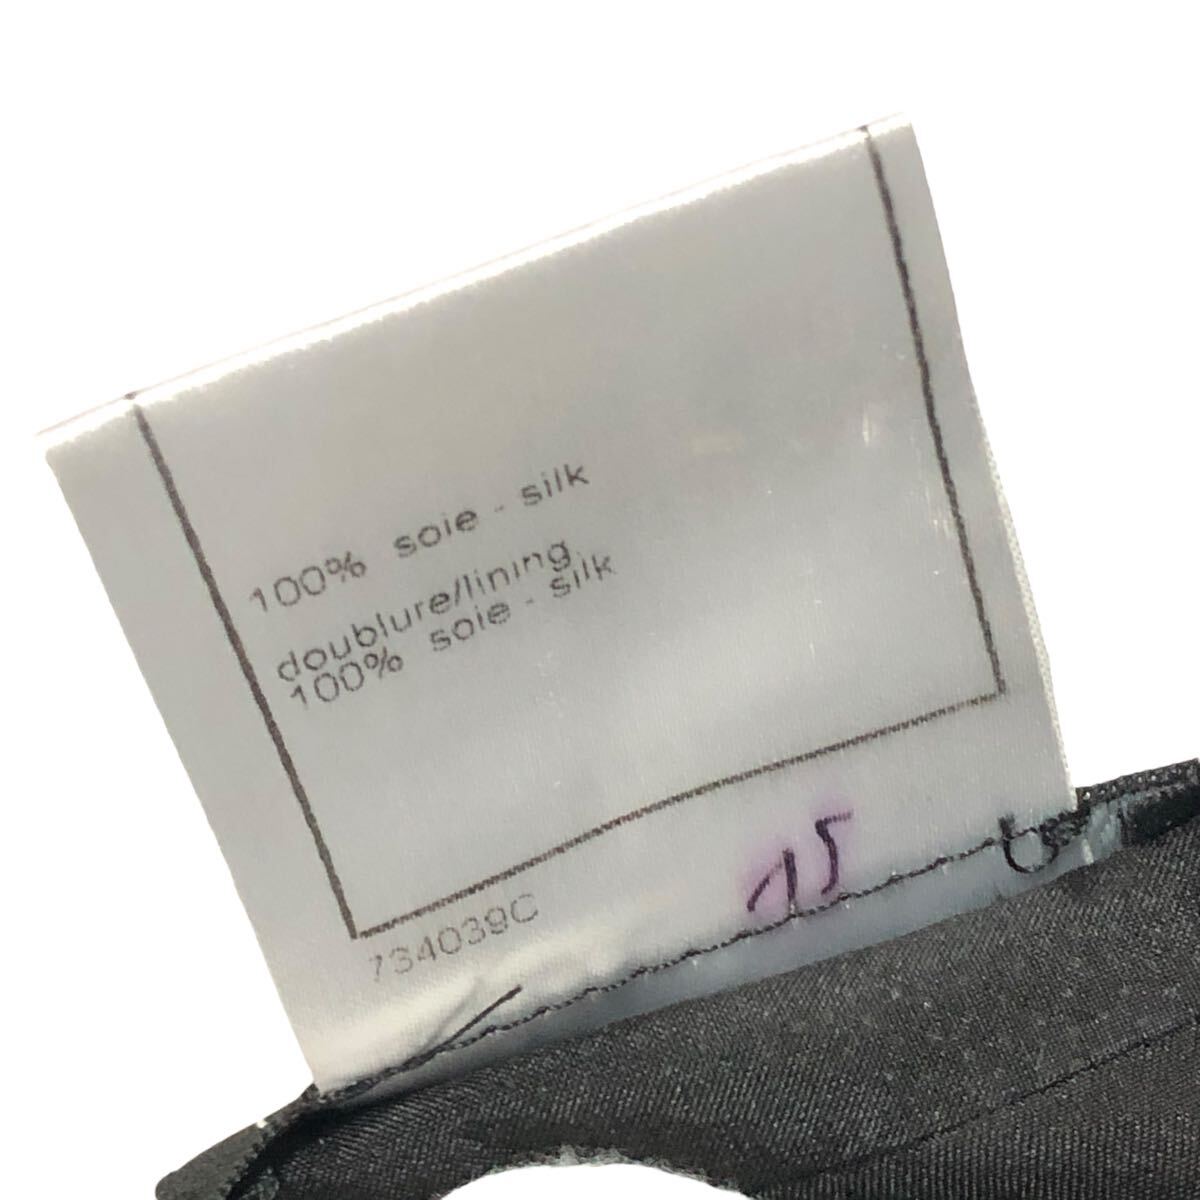 100% soie - silk
doublure/lining
100% soie - silk
734039C
15